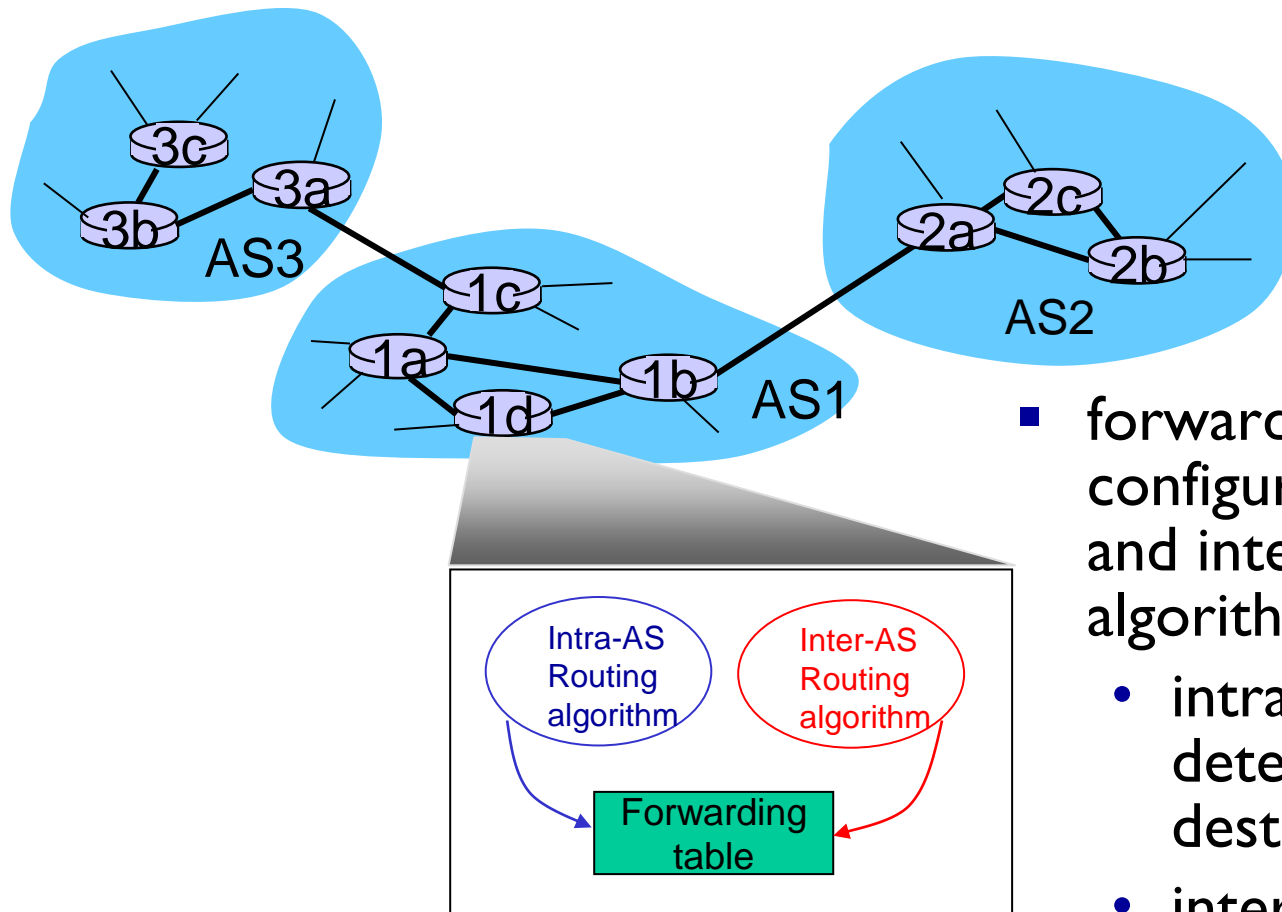 3c
3a
3b
AS3
2c
2a
2b
AS2
1c
1a
1b
1d
AS1
Intra-AS
Routing
algorithm
Inter-AS
Routing
algorithm
Forwarding
table
and